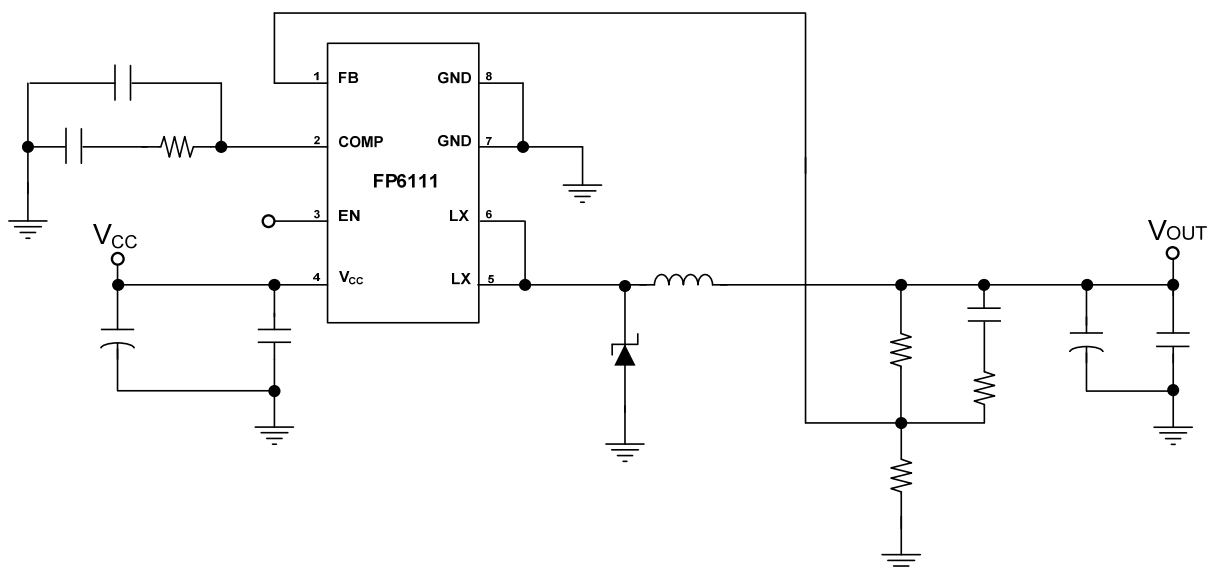 1 FB GND 8
2 COMP GND 7
FP6111
3 EN LX 6
VCC
VOUT
4 VCC LX 5